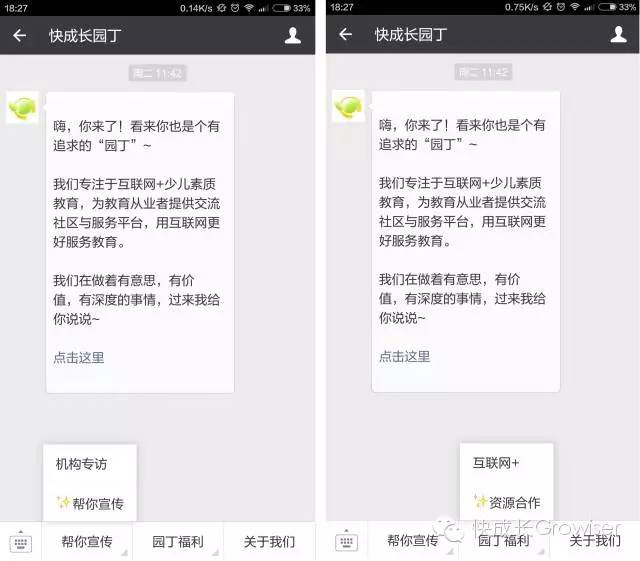 18:27
0.14K/s
33%
快成长园丁
周二 11:42
嗨，你来了！看来你也是个有
追求的“园丁”~
我们专注于互联网+少儿素质
教育，为教育从业者提供交流
社区与服务平台，用互联网更
好服务教育。
我们在做着有意思，有价
值，有深度的事情，过来我给
你说说~
点击这里
机构专访
✨帮你宣传
帮你宣传
园丁福利
关于我们
18:27
0.75K/s
33%
快成长园丁
周二 11:42
嗨，你来了！看来你也是个有
追求的“园丁”~
我们专注于互联网+少儿素质
教育，为教育从业者提供交流
社区与服务平台，用互联网更
好服务教育。
我们在做着有意思，有价
值，有深度的事情，过来我给
你说说~
点击这里
互联网+
✨资源合作
帮你宣传
园丁福利
关于我们
快成长Growiser